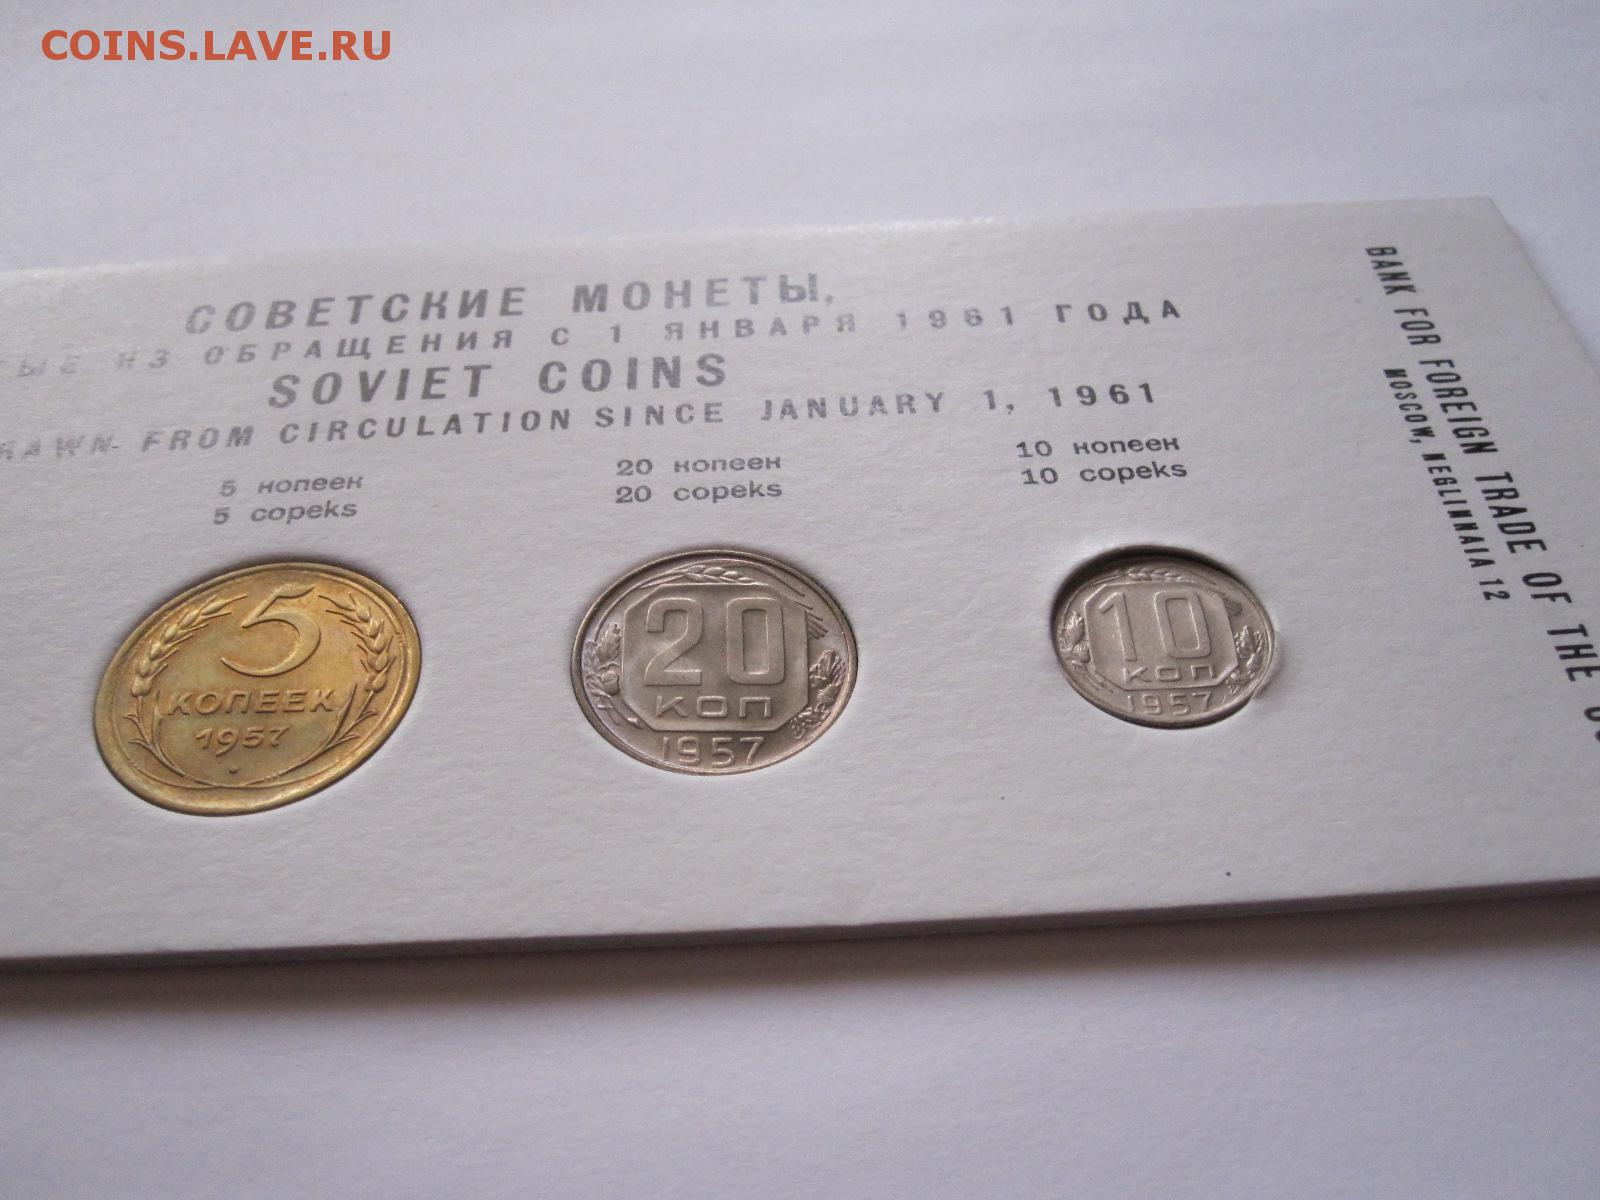 COINS.LAVE.RU
СОВЕТСКИЕ МОНЕТЫ,
ИЗ ОБРАЩЕНИЯ С 1 ЯНВАРЯ 1961 ГОДА
SOVIET COINS
FROM CIRCULATION SINCE JANUARY 1, 1961
5 копеек
5 copeks
20 копеек
20 copeks
10 копеек
10 copeks
BANK FOR FOREIGN TRADE OF THE
MOSCOW, NEGLINNAIA 12
5
КОПЕЕК
1957
20
КОП
1957
10
КОП
1957